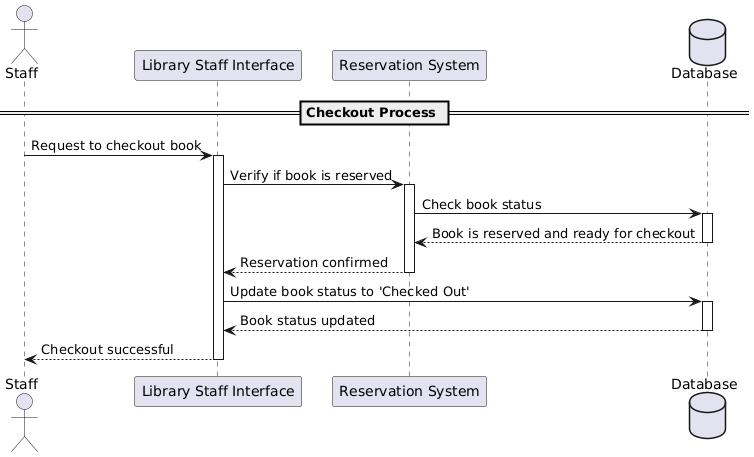 Staff
Library Staff Interface
Reservation System
Database
Checkout Process
Request to checkout book
Verify if book is reserved
Check book status
Book is reserved and ready for checkout
Reservation confirmed
Update book status to 'Checked Out'
Book status updated
Checkout successful
Staff
Library Staff Interface
Reservation System
Database